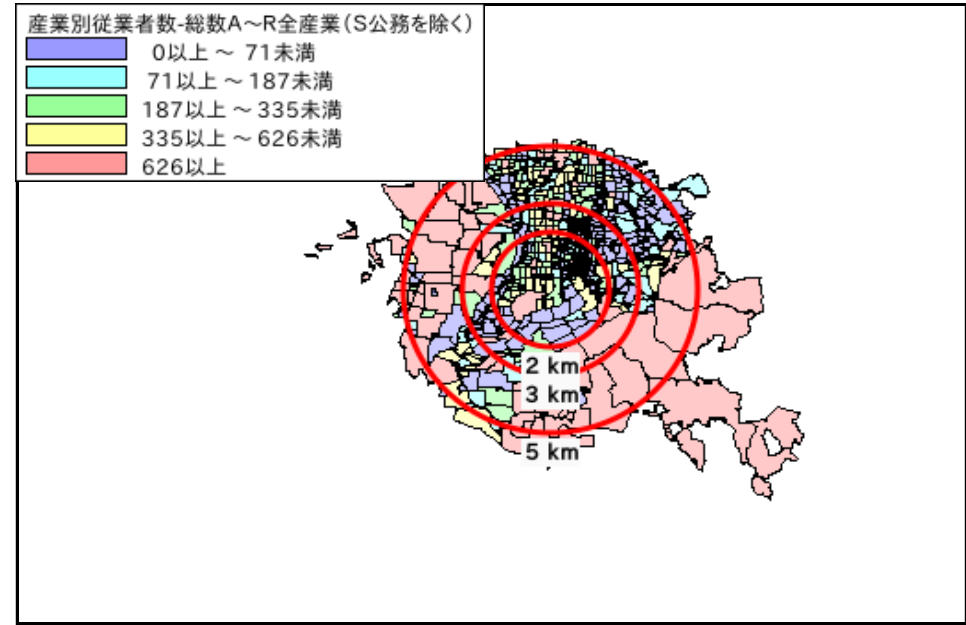 産業別従業者数-総数A～R全産業(S公務を除く)
0以上 ～ 71未満
71以上 ～ 187未満
187以上 ～ 335未満
335以上 ～ 626未満
626以上
2 km
3 km
5 km